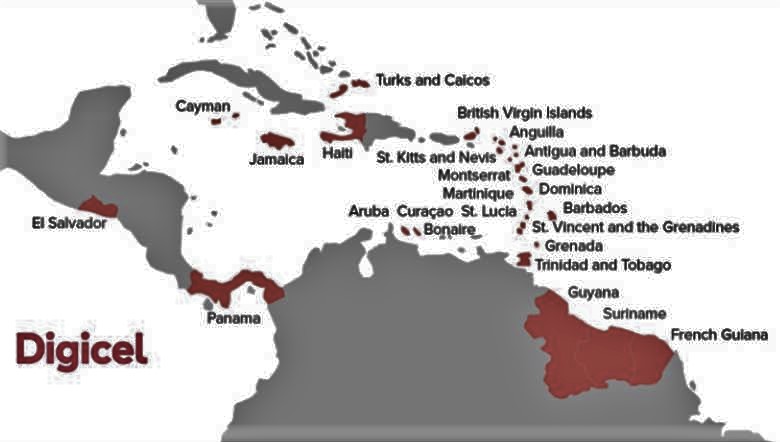 Turks and Caicos
Cayman
British Virgin Islands
Anguilla
Jamaica
Haiti
St. Kitts and Nevis
Antigua and Barbuda
Montserrat
Guadeloupe
Martinique
Dominica
Aruba
Curaçao
St. Lucia
Barbados
El Salvador
Bonaire
St. Vincent and the Grenadines
Grenada
Trinidad and Tobago
Guyana
Panama
Suriname
French Guiana
Digicel